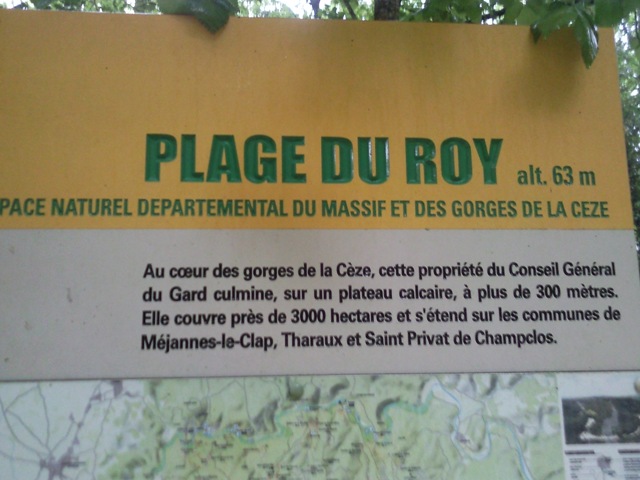 PLAGE DU ROY alt. 63 m
PACE NATUREL DEPARTEMENTAL DU MASSIF ET DES GORGES DE LA CEZE
Au cœur des gorges de la Cèze, cette propriété du Conseil Général
du Gard culmine, sur un plateau calcaire, à plus de 300 mètres.
Elle couvre près de 3000 hectares et s'étend sur les communes de
Méjannes-le-Clap, Tharaux et Saint Privat de Champclos.